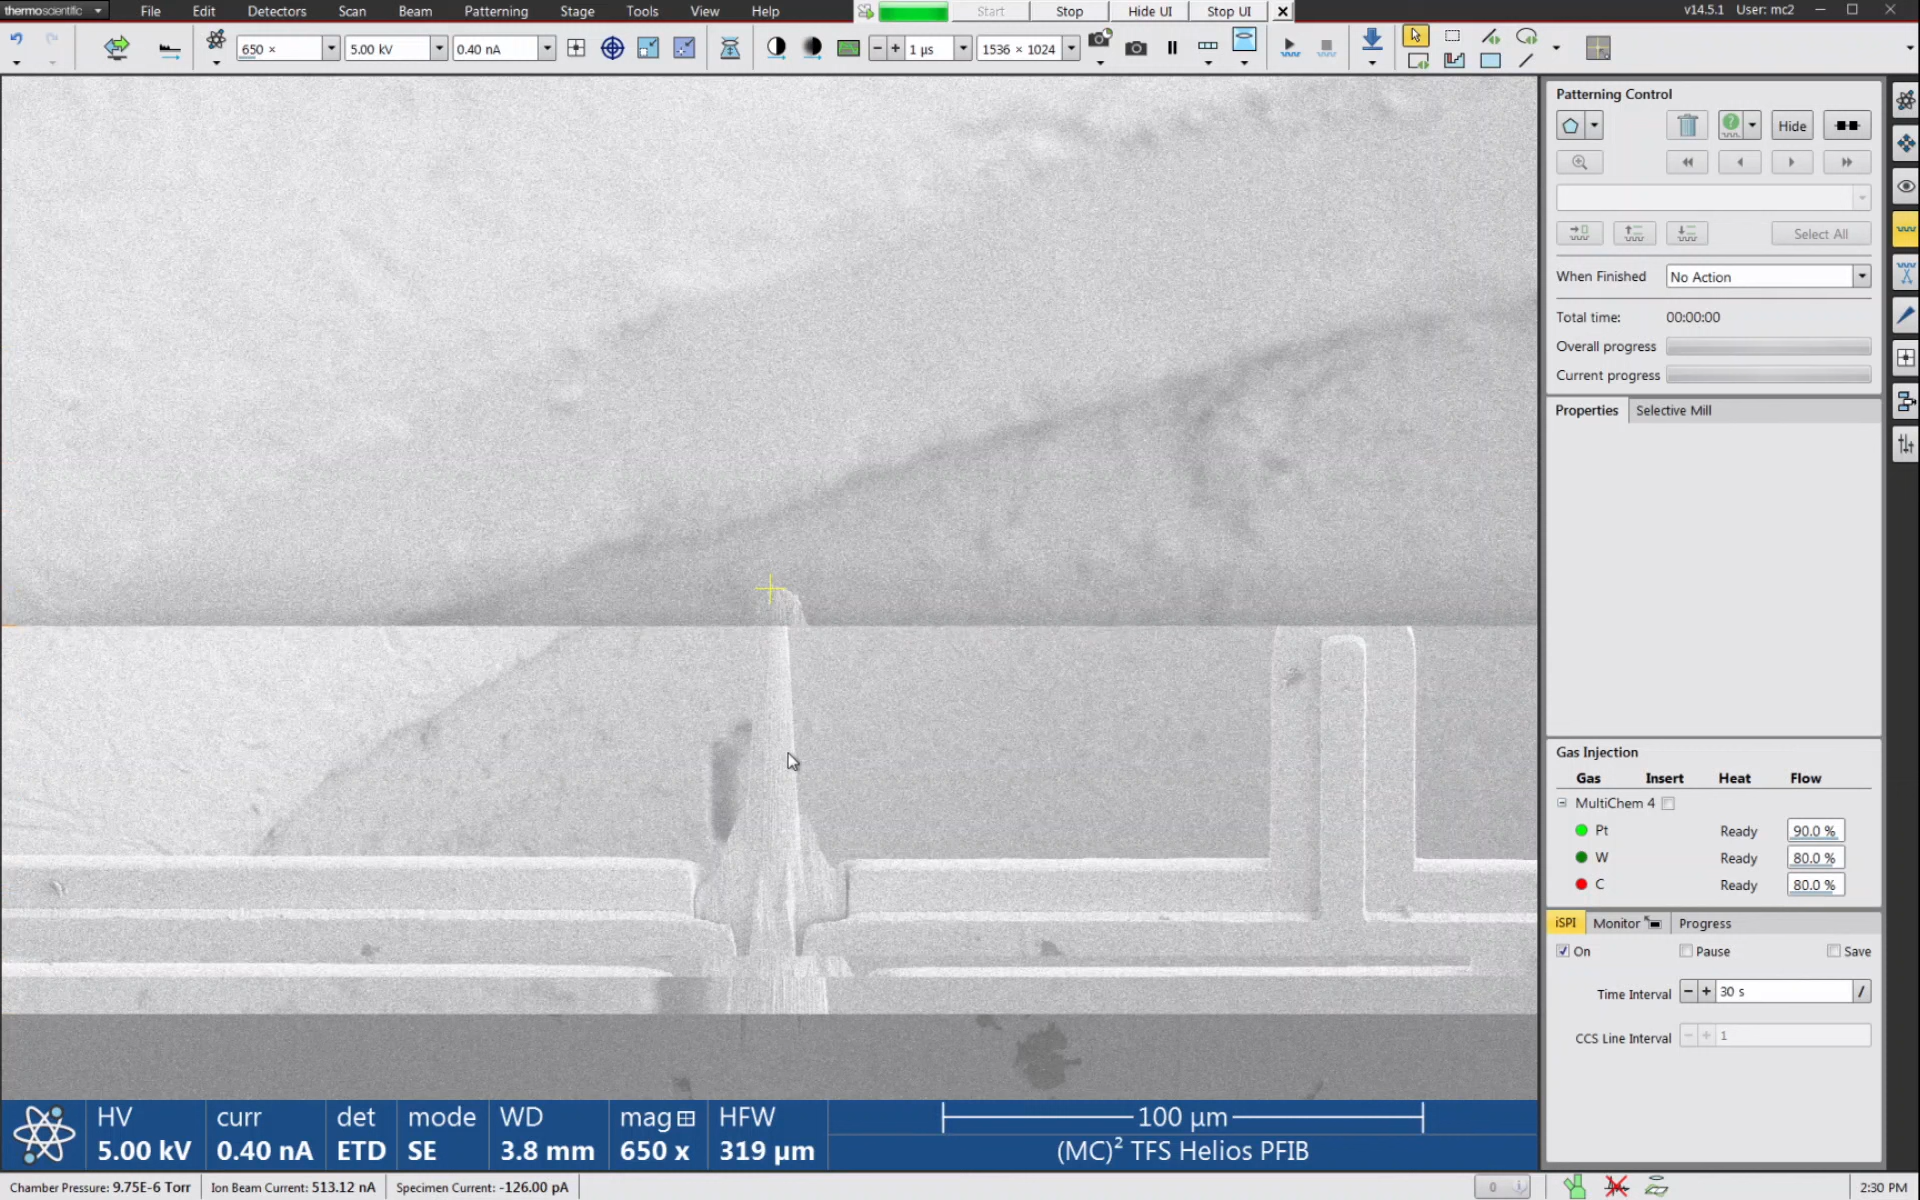 thermoscientific File Edit Detectors Scan Beam Patterning Stage Tools View Help Start Stop Hide UI Stop UI v14.5.1 User: mc2
650 × 5.00 kV 0.40 nA 1 µs 1536 × 1024
Patterning Control
Hide
Select All
When Finished No Action
Total time: 00:00:00
Overall progress
Current progress
Properties Selective Mill
Gas Injection
Gas Insert Heat Flow
MultiChem 4
Pt Ready 90.0 %
W Ready 80.0 %
C Ready 80.0 %
iSPI Monitor Progress
On Pause Save
Time Interval 30 s
CCS Line Interval 1
HV curr det mode WD mag HFW 100 µm
5.00 kV 0.40 nA ETD SE 3.8 mm 650 x 319 µm (MC)² TFS Helios PFIB
Chamber Pressure: 9.75E-6 Torr Ion Beam Current: 513.12 nA Specimen Current: -126.00 pA 0 2:30 PM